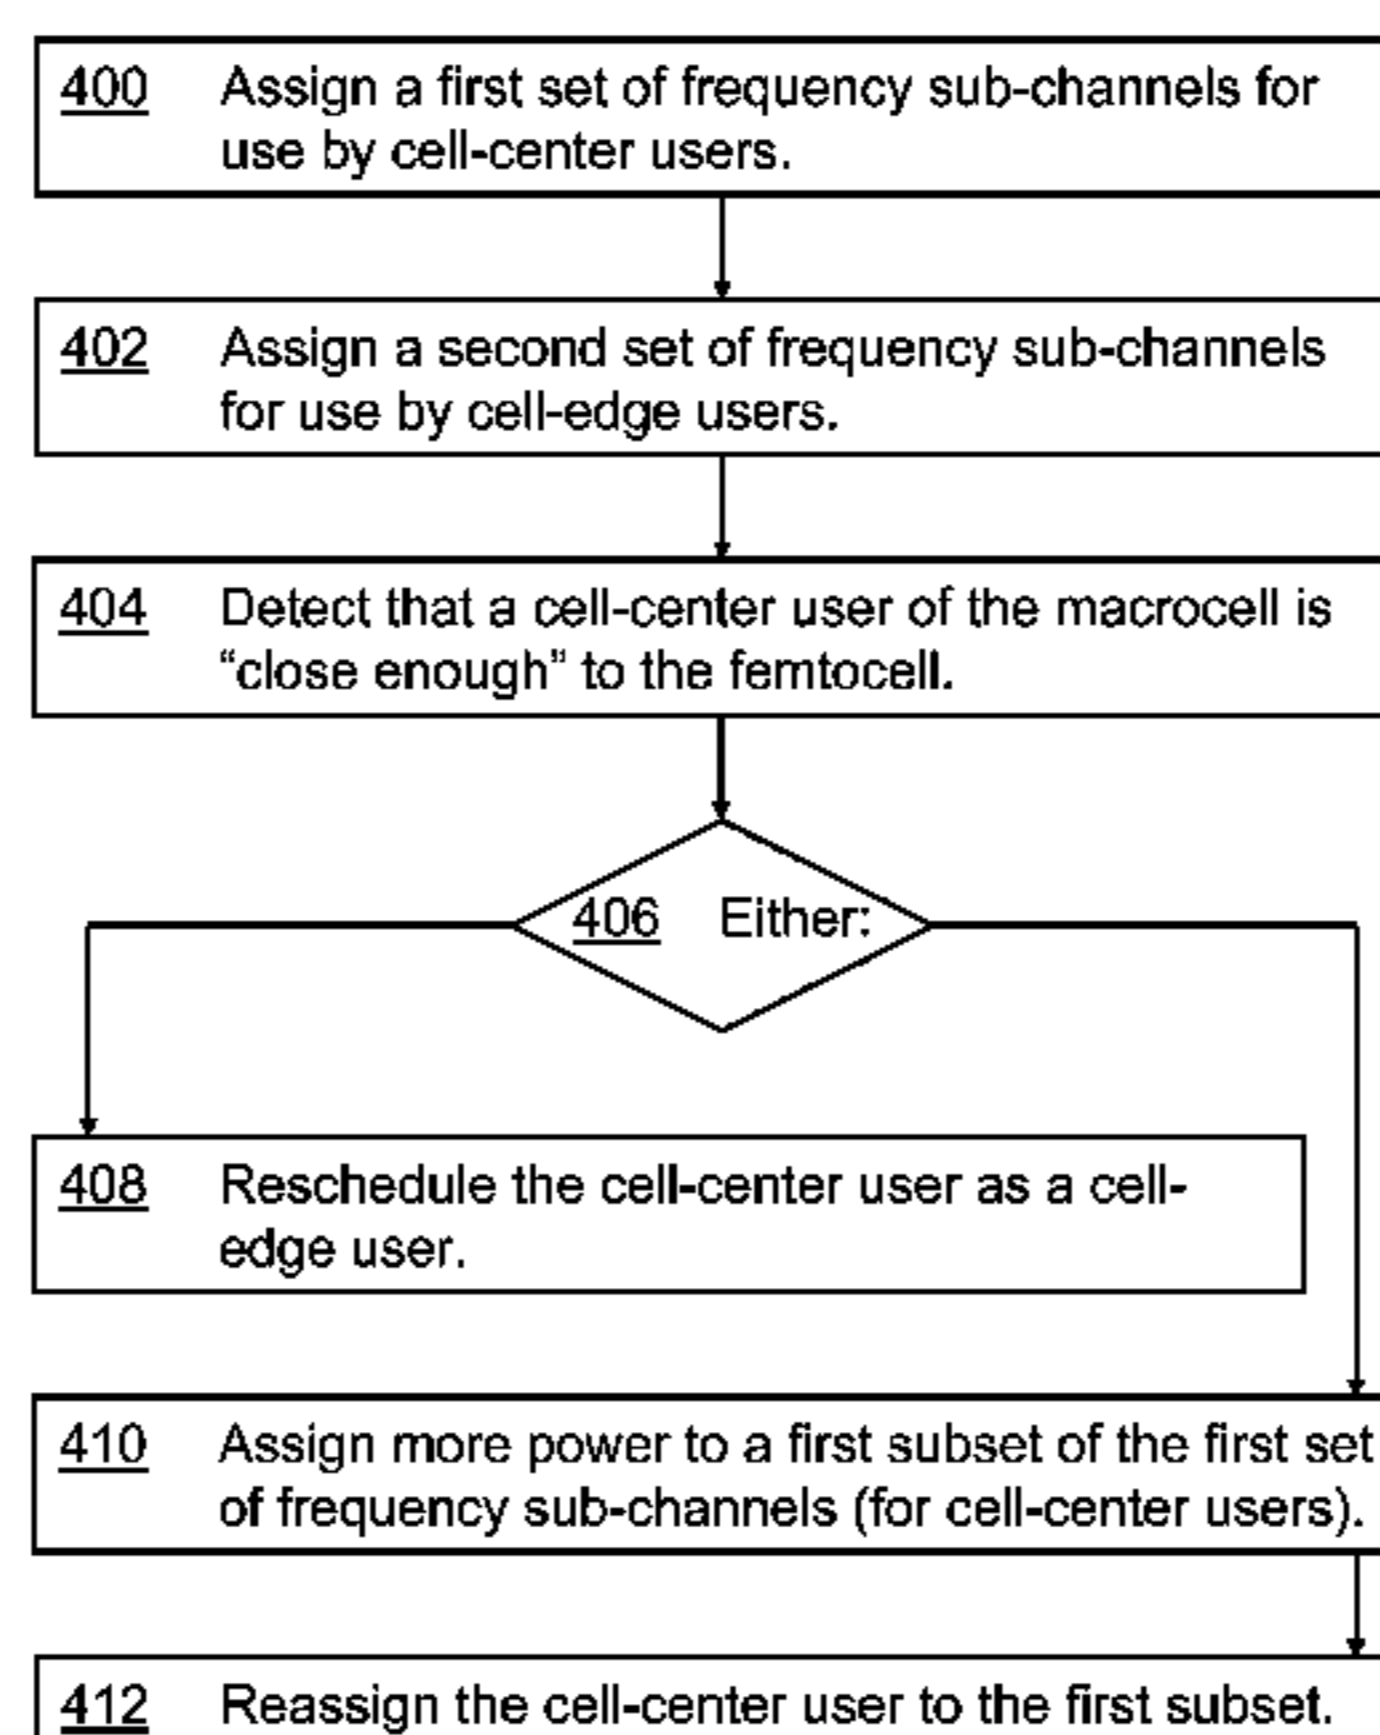 400 Assign a first set of frequency sub-channels for
use by cell-center users.
402 Assign a second set of frequency sub-channels
for use by cell-edge users.
404 Detect that a cell-center user of the macrocell is
“close enough” to the femtocell.
406 Either:
408 Reschedule the cell-center user as a cell-
edge user.
410 Assign more power to a first subset of the first set
of frequency sub-channels (for cell-center users).
412 Reassign the cell-center user to the first subset.